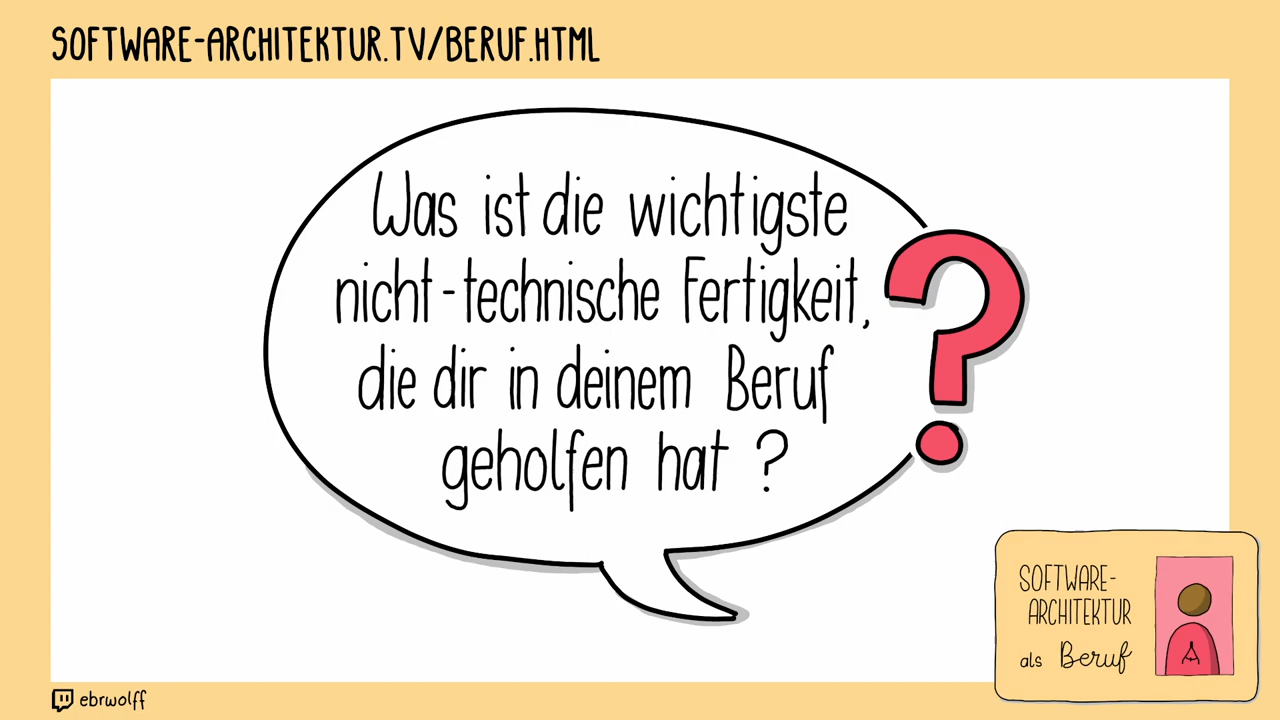 SOFTWARE-ARCHITEKTUR.TV/BERUF.HTML
Was ist die wichtigste
nicht-technische Fertigkeit,
die dir in deinem Beruf
geholfen hat ?
SOFTWARE-
ARCHITEKTUR
als Beruf
ebrwolff